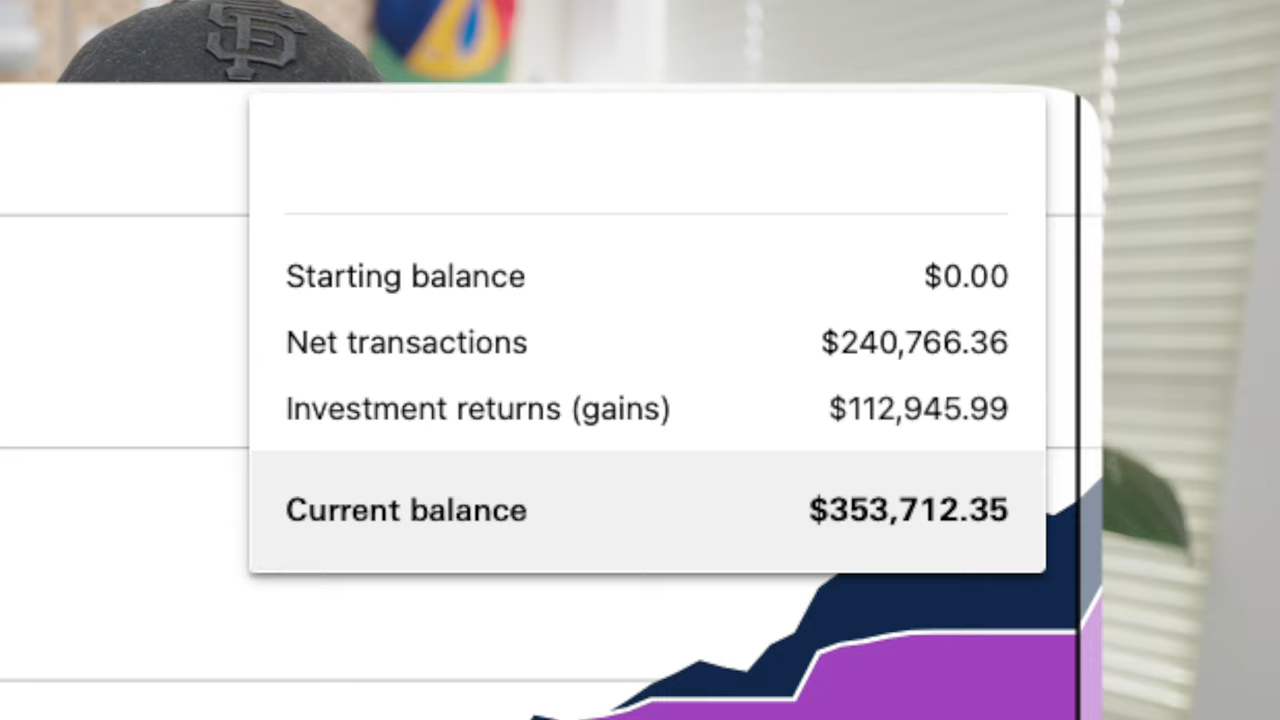 SF
Starting balance $0.00
Net transactions $240,766.36
Investment returns (gains) $112,945.99
Current balance $353,712.35